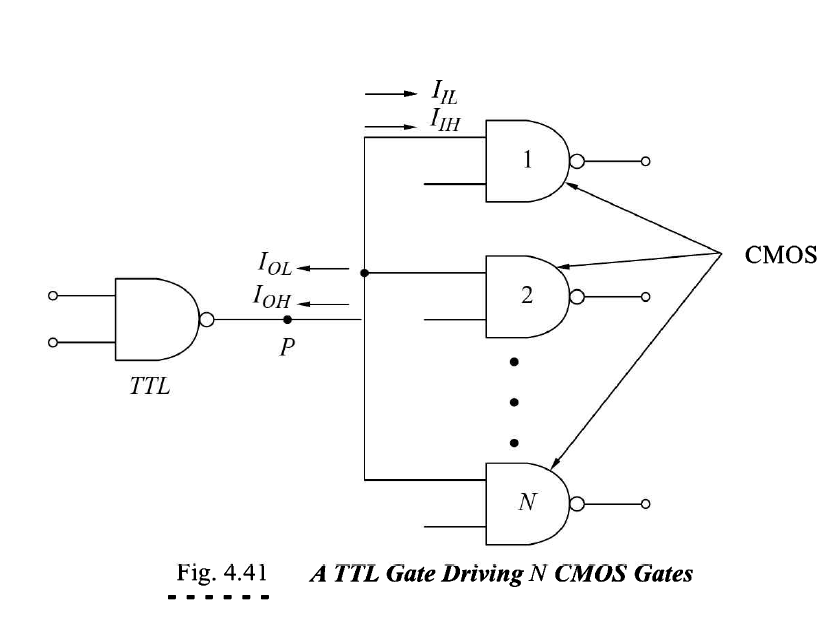 I_IL
I_IH
1
CMOS
I_OL
I_OH
2
P
TTL
N
Fig. 4.41 A TTL Gate Driving N CMOS Gates